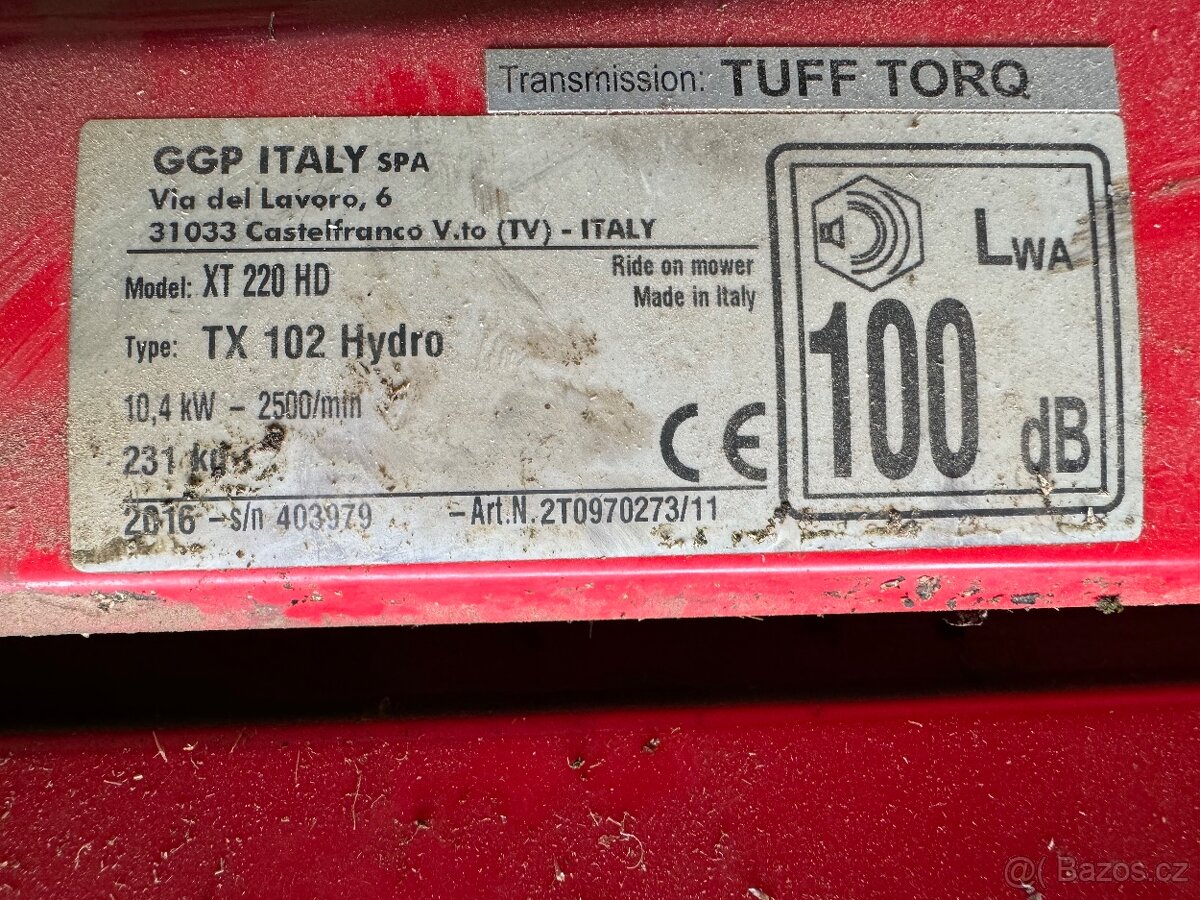 Transmission: TUFF TORQ
GGP ITALY SPA
Via del Lavoro, 6
31033 Castelfranco V.to (TV) - ITALY
Model: XT 220 HD
Ride on mower
Made in Italy
Type: TX 102 Hydro
10,4 kW - 2500/min
231 kg
CE
2016 - s/n 403979 - Art.N. 2T0970273/11
LWA
100
dB
@( Bazos.cz